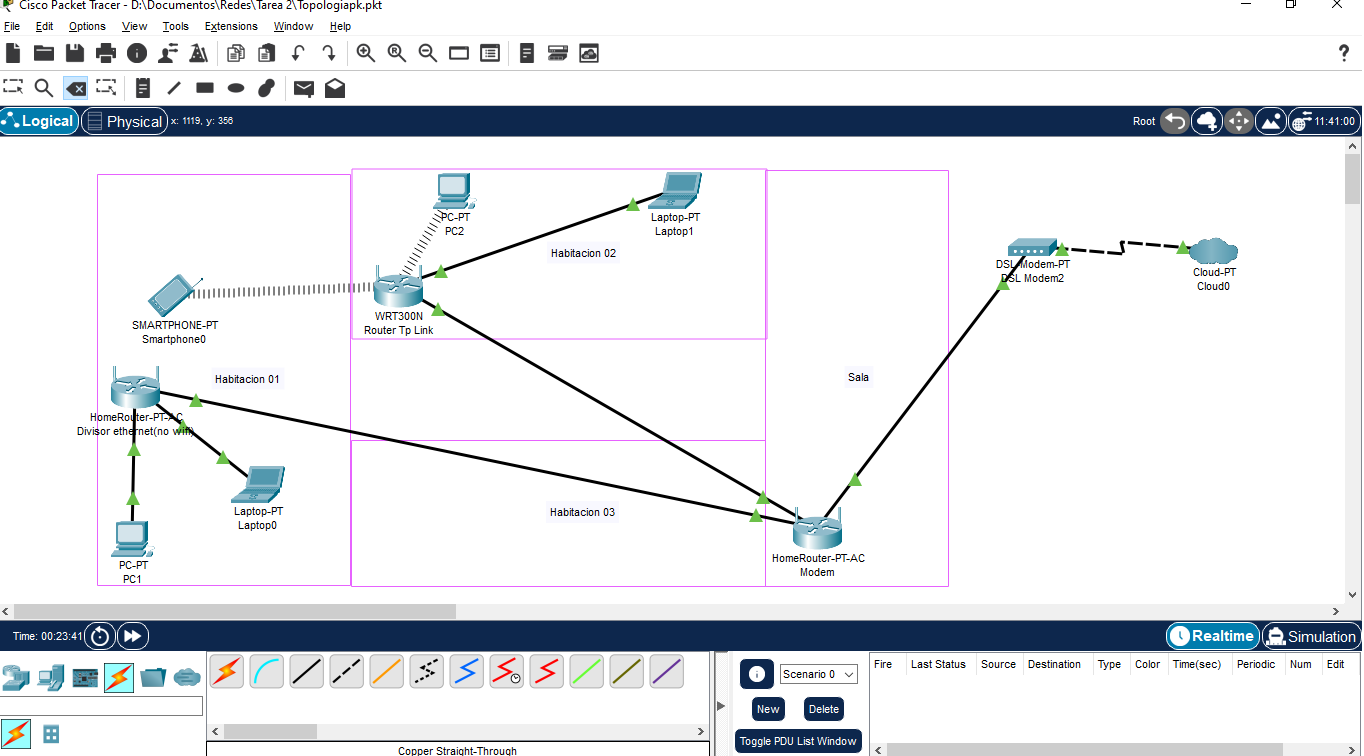 Cisco Packet Tracer - D:\Documentos\Redes\Tarea 2\Topologiapk.pkt
File Edit Options View Tools Extensions Window Help
Logical Physical x: 1119, y: 356 Root 11:41:00
PC-PT
PC2
Laptop-PT
Laptop1
Habitacion 02
DSL-Modem-PT
DSL Modem2
Cloud-PT
Cloud0
SMARTPHONE-PT
Smartphone0
WRT300N
Router Tp Link
Habitacion 01
Sala
HomeRouter-PT-AC
Divisor ethernet(no wifi)
Laptop-PT
Laptop0
Habitacion 03
PC-PT
PC1
HomeRouter-PT-AC
Modem
Time: 00:23:41 Realtime Simulation
Scenario 0
New Delete
Toggle PDU List Window
Fire Last Status Source Destination Type Color Time(sec) Periodic Num Edit
Copper Straight-Through